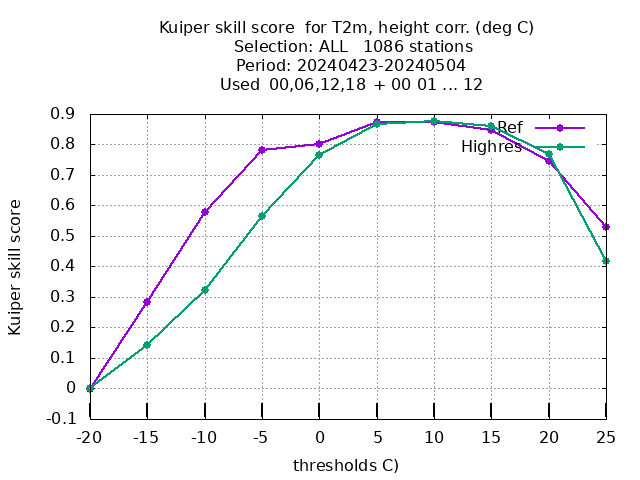 Kuiper skill score  for T2m, height corr. (deg C)
Selection: ALL   1086 stations
Period: 20240423-20240504
Used  00,06,12,18  + 00 01 ... 12
Ref
Highres
Kuiper skill score
0.9
0.8
0.7
0.6
0.5
0.4
0.3
0.2
0.1
0
-0.1
-20 -15 -10 -5 0 5 10 15 20 25
thresholds C)